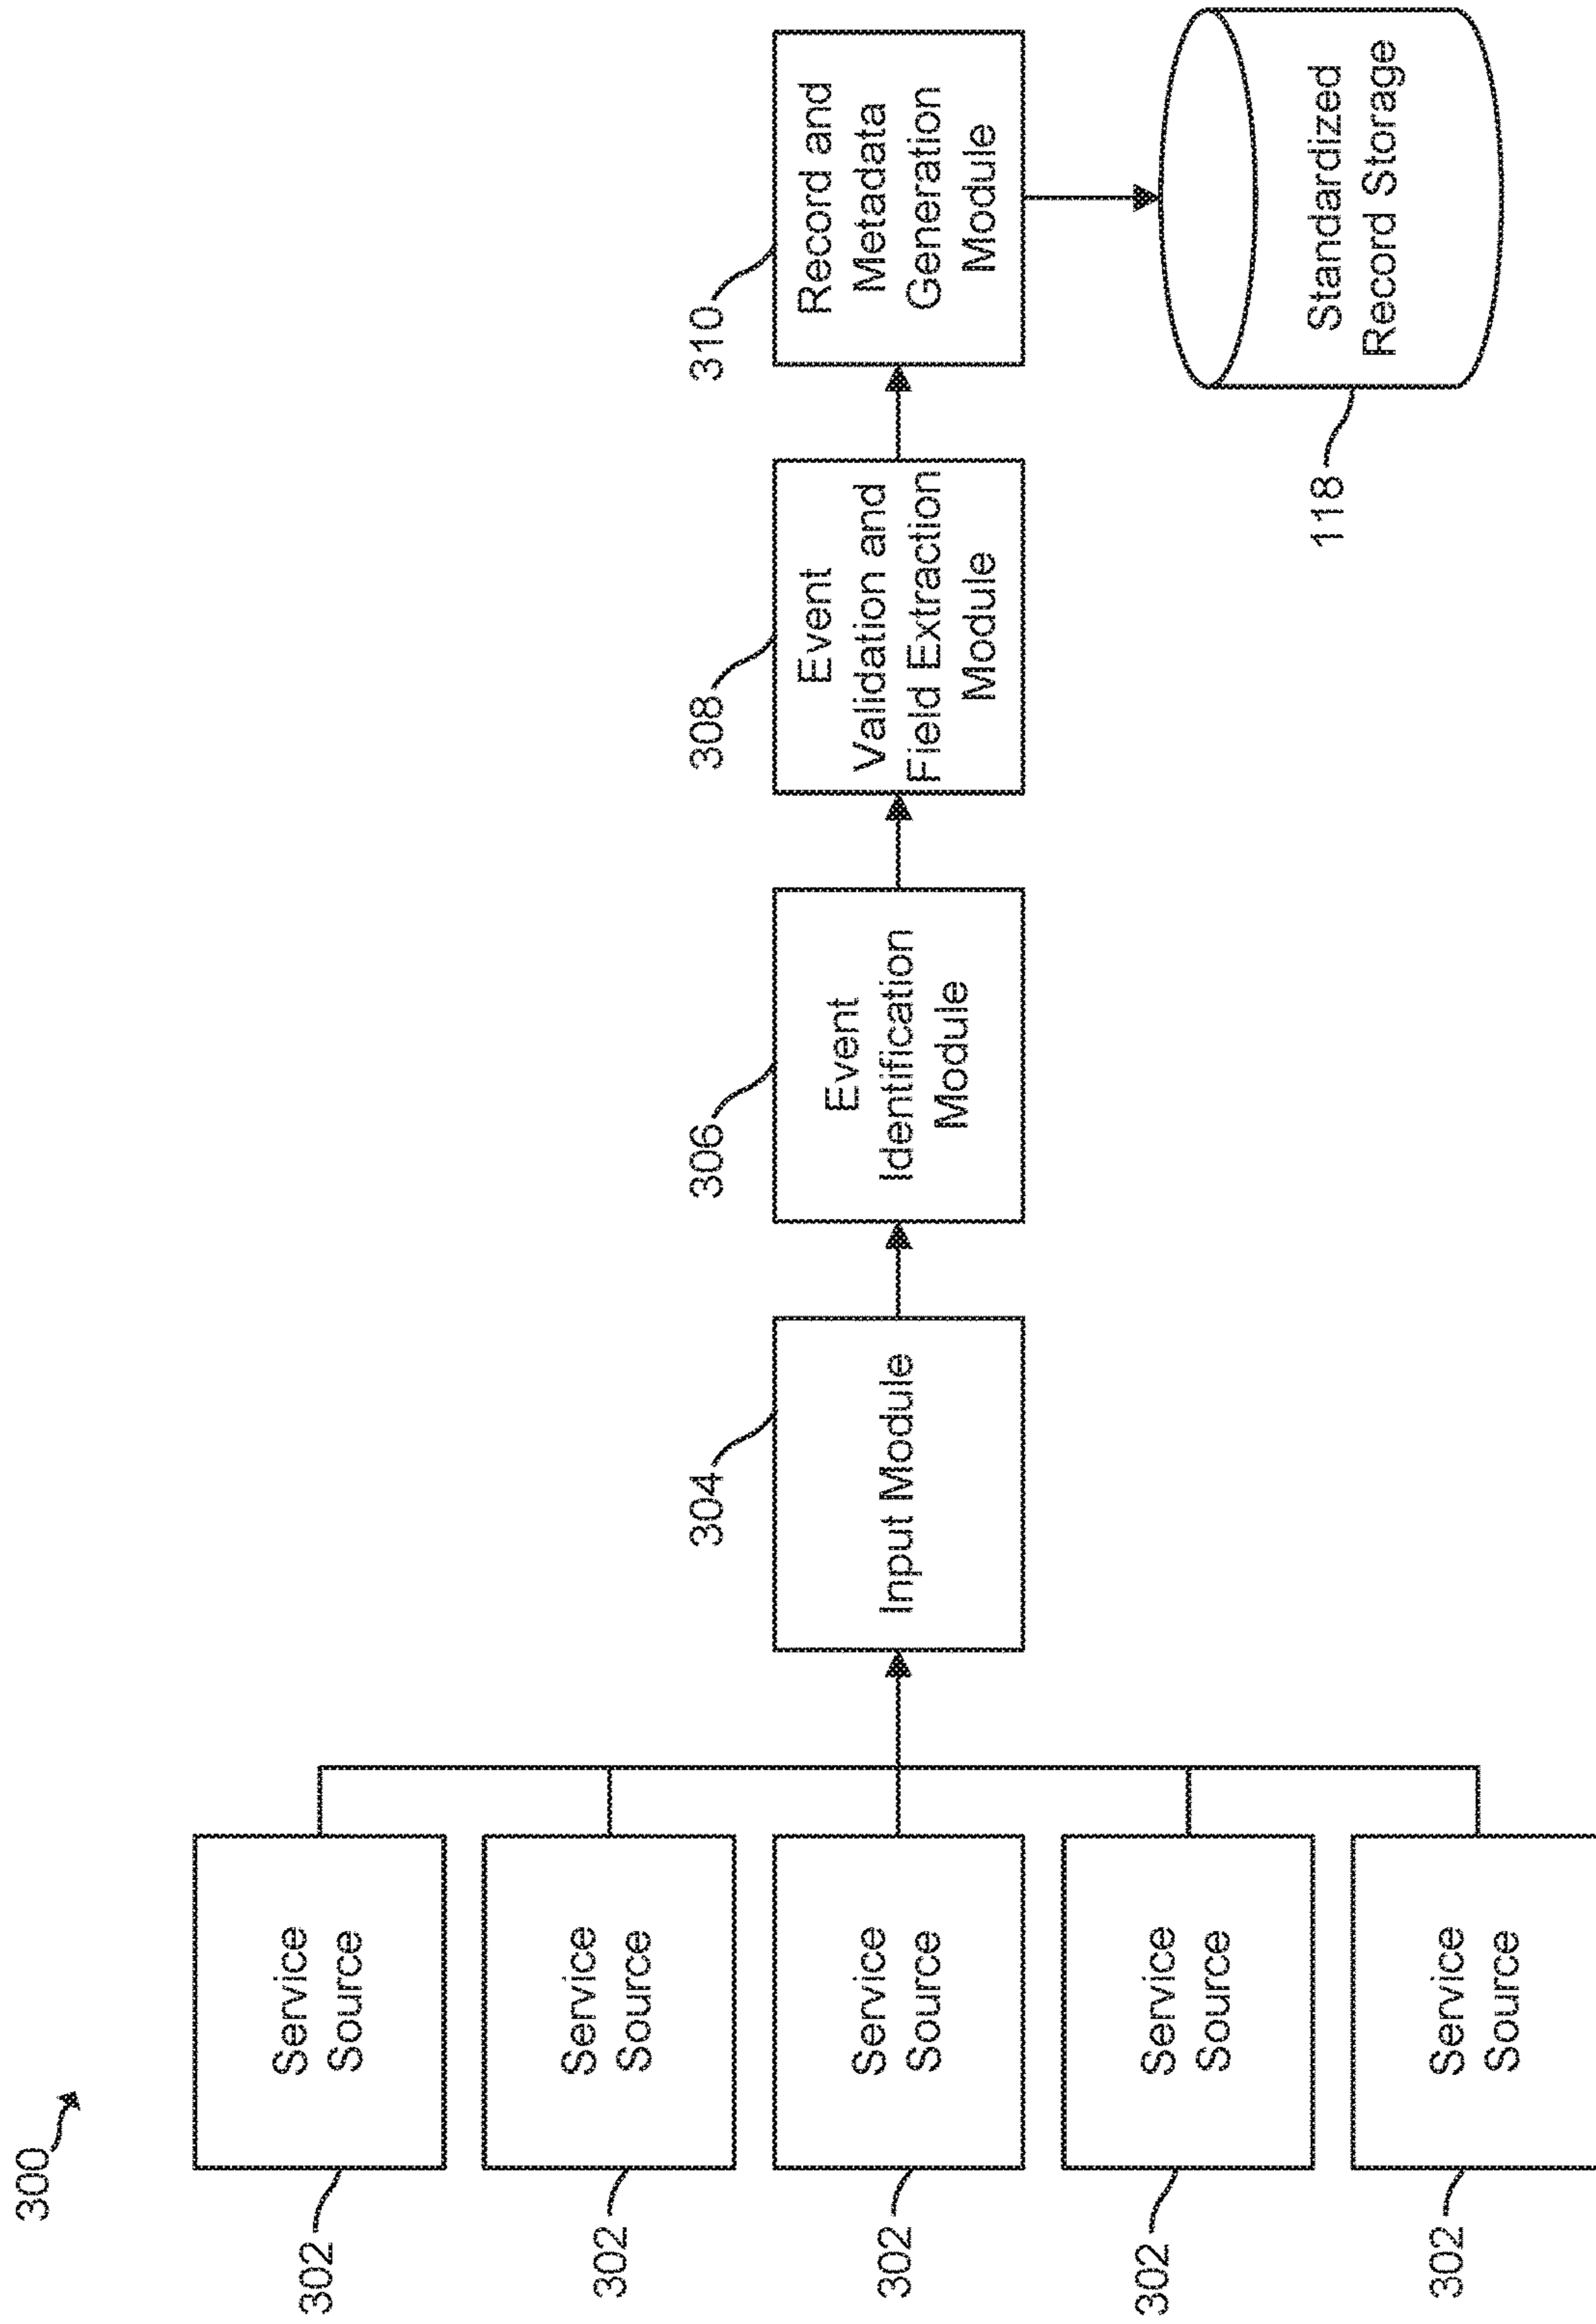 300
302
Service
Source
302
Service
Source
302
Service
Source
302
Service
Source
302
Service
Source
304
Input Module
306
Event
Identification
Module
308
Event
Validation and
Field Extraction
Module
310
Record and
Metadata
Generation
Module
118
Standardized
Record Storage